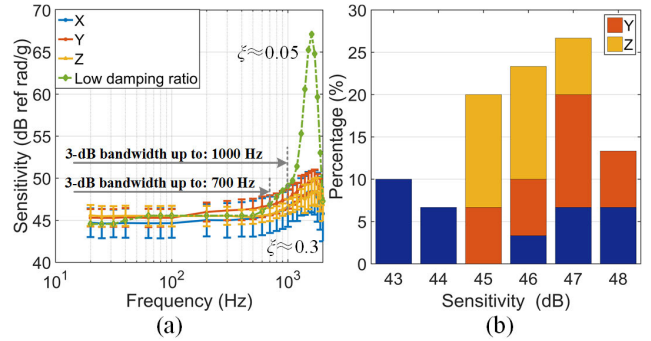 (a)
70
65
60
55
50
45
40
Sensitivity (dB ref rad/g)
X
Y
Z
Low damping ratio
ξ≈0.05
3-dB bandwidth up to: 1000 Hz
3-dB bandwidth up to: 700 Hz
ξ≈0.3
10¹ 10² 10³
Frequency (Hz)
(a)
(b)
30
25
20
15
10
5
0
Percentage (%)
Y
Z
43 44 45 46 47 48
Sensitivity (dB)
(b)